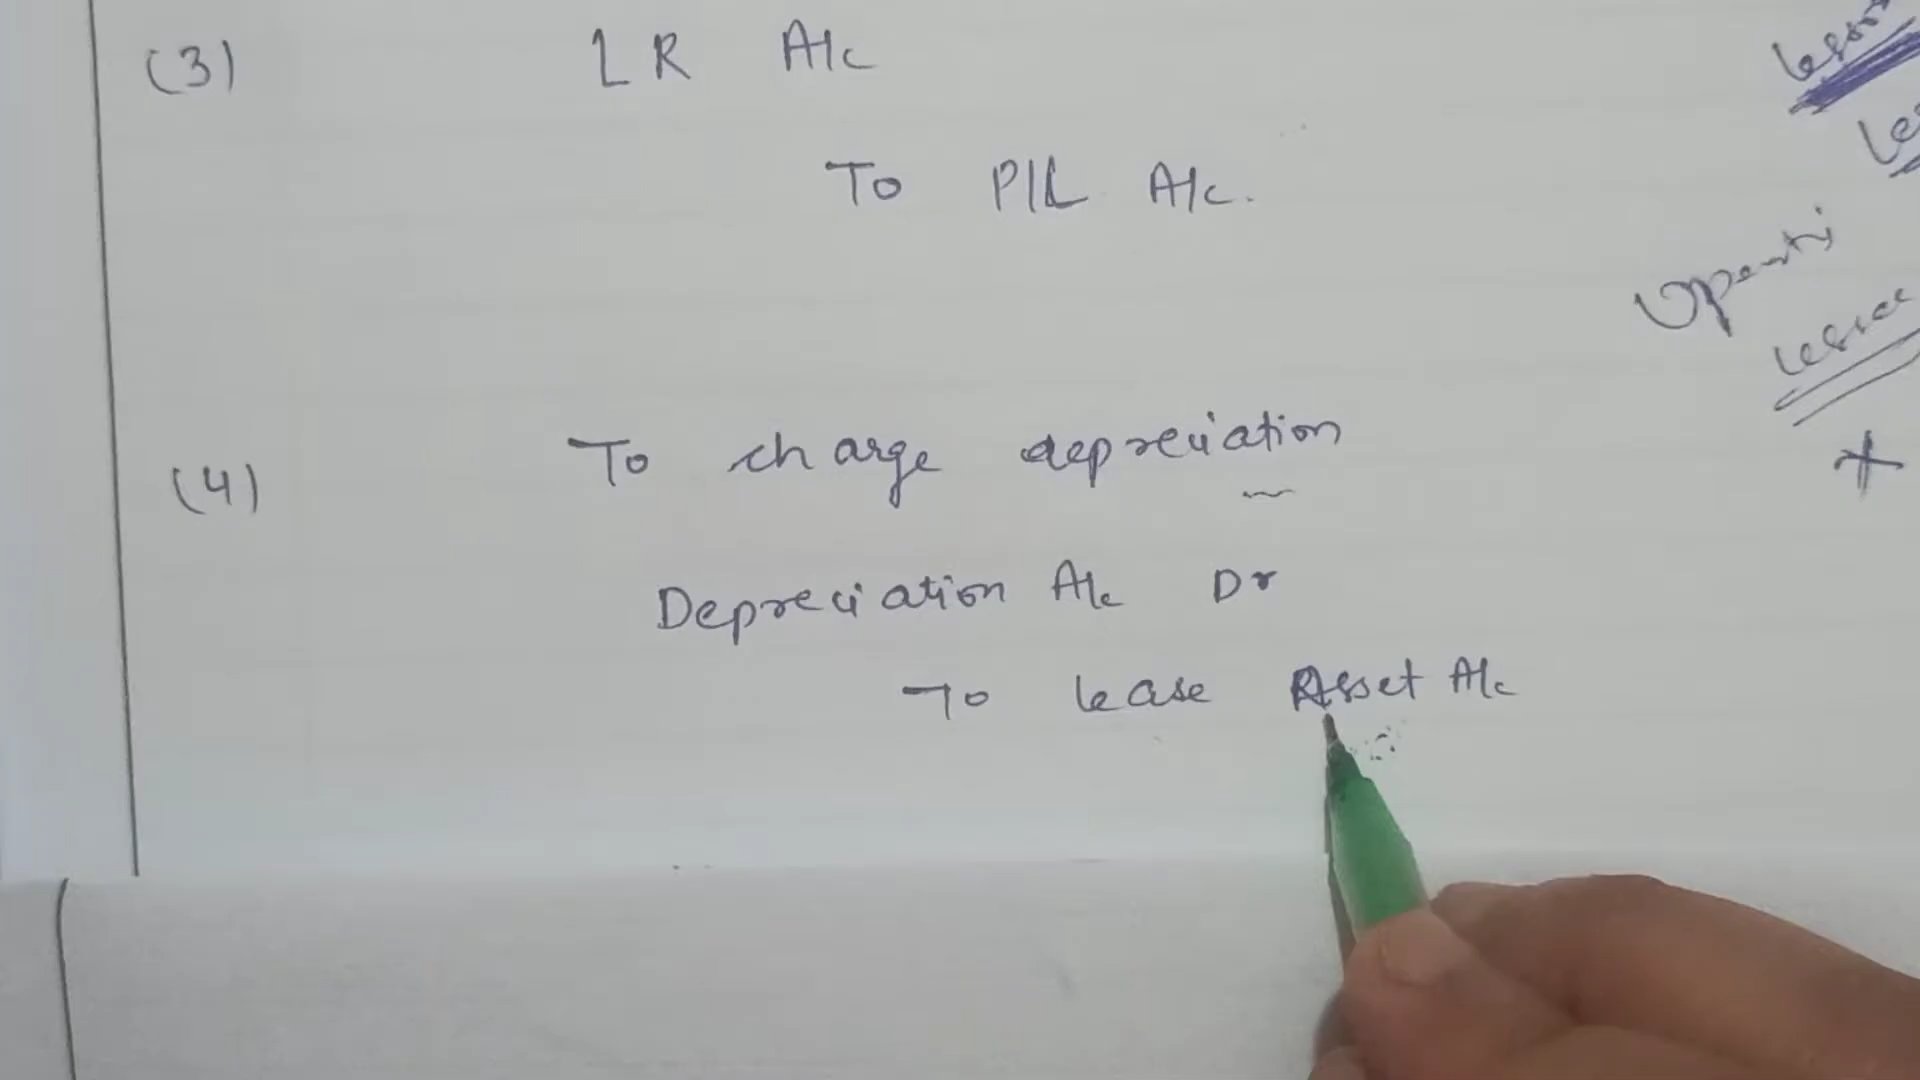 (3) LR A/c
To P/L A/c.
(4) To charge depreciation
Depreciation A/c Dr
To lease Asset A/c